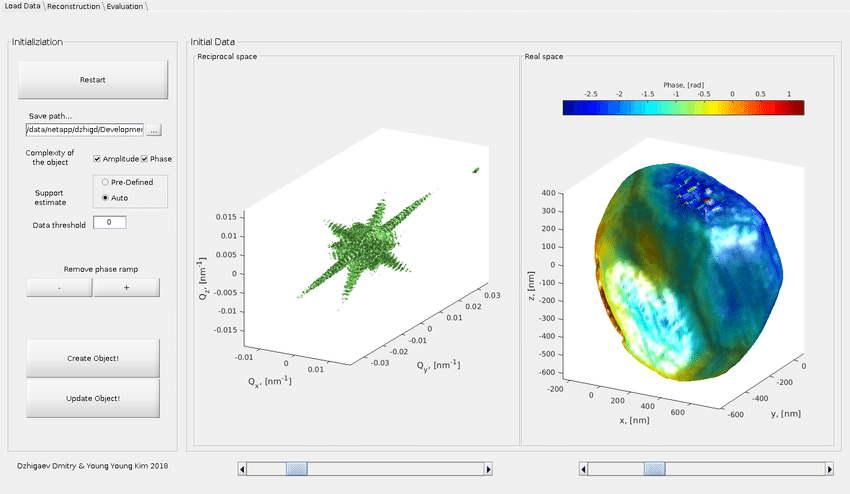 Load Data Reconstruction Evaluation
Initializiation
Restart
Save path...
/data/netapp/dzhigd/Developmer
...
Complexity of
the object
Amplitude Phase
Support
estimate
Pre-Defined
Auto
Data threshold 0
Remove phase ramp
- +
Create Object!
Update Object!
Dzhigaev Dmitry & Young Young Kim 2018
Initial Data
Reciprocal space
0.015
0.01
0.005
0
-0.005
-0.01
-0.015
Qz, [nm-1]
-0.01
0
0.01
Qx, [nm-1]
-0.03
-0.02
-0.01
0
0.01
0.02
0.03
Qy, [nm-1]
Real space
Phase, [rad]
-2.5 -2 -1.5 -1 -0.5 0 0.5 1
400
300
200
100
0
-100
-200
-300
-400
-500
-600
z, [nm]
-200
0
200
400
600
x, [nm]
-600
-400
-200
0
y, [nm]